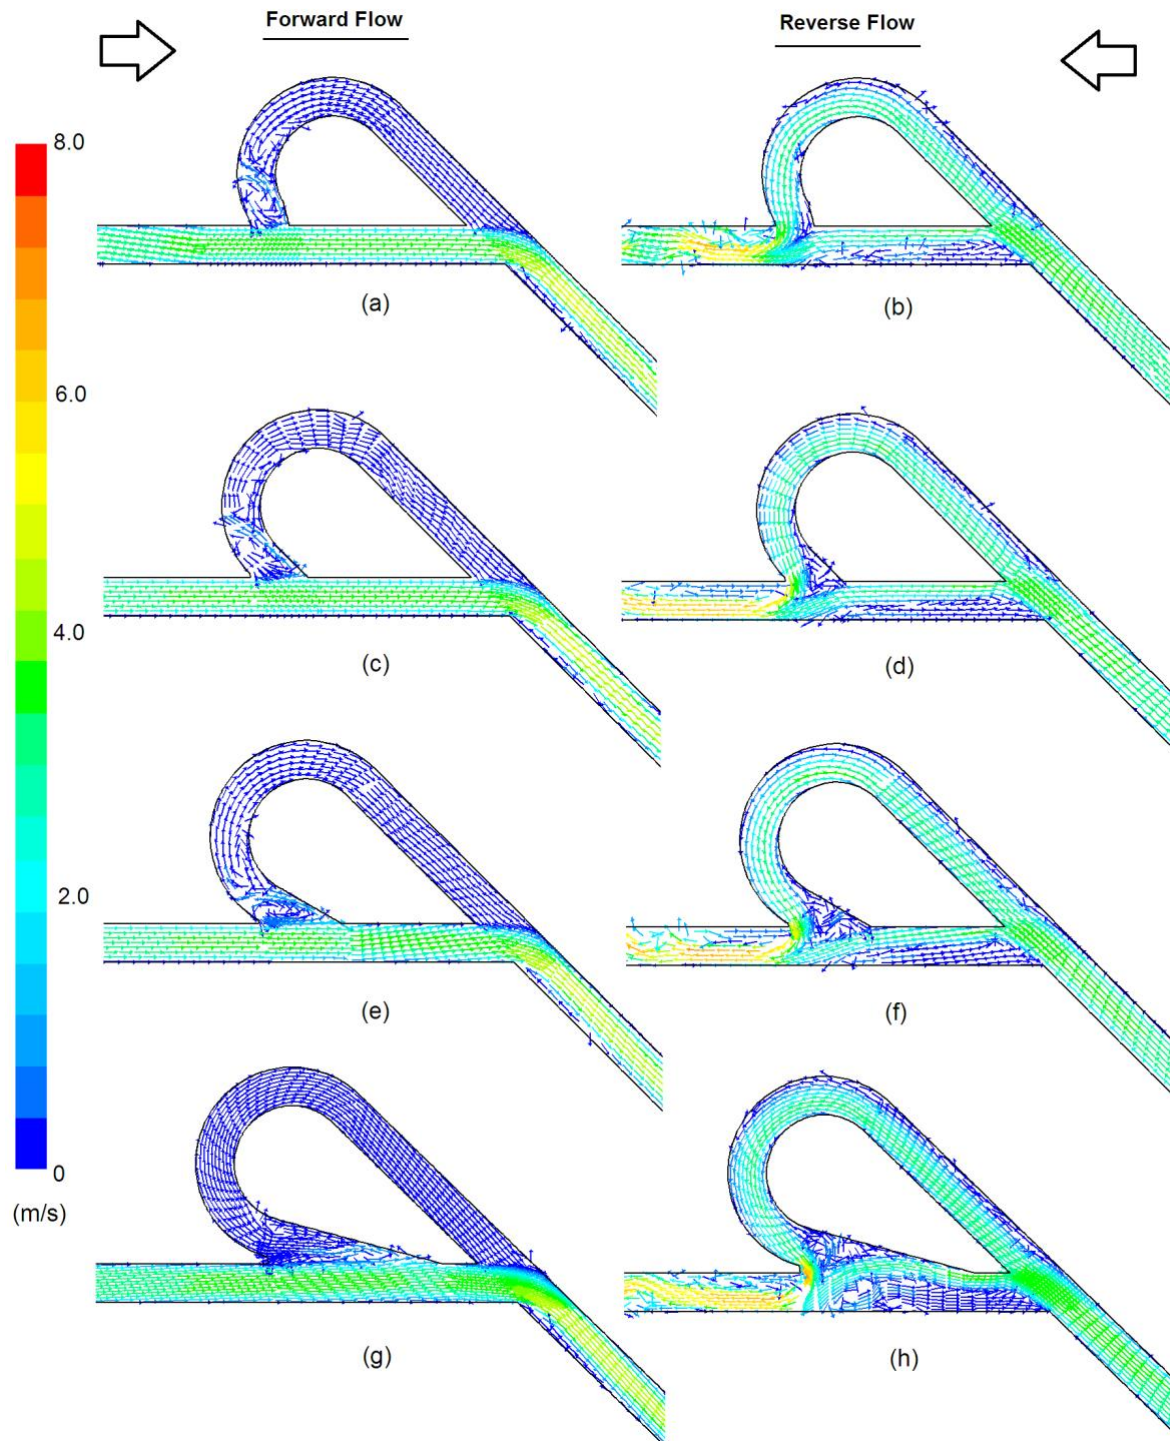 Forward Flow
Reverse Flow
8.0
6.0
4.0
2.0
0
(m/s)
(a)
(b)
(c)
(d)
(e)
(f)
(g)
(h)